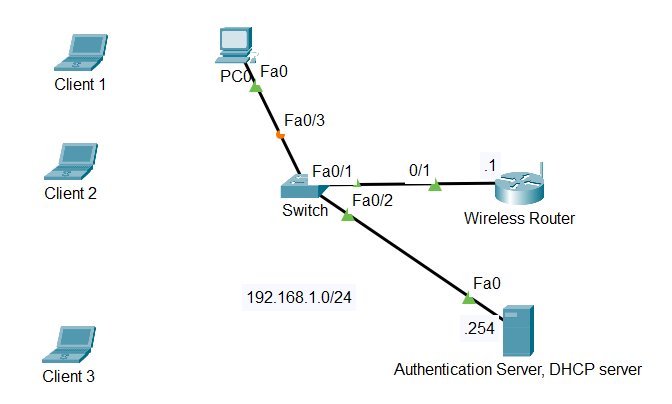 Client 1
PC0
Fa0
Fa0/3
Client 2
Fa0/1
0/1
.1
Switch
Fa0/2
Wireless Router
192.168.1.0/24
Fa0
.254
Client 3
Authentication Server, DHCP server